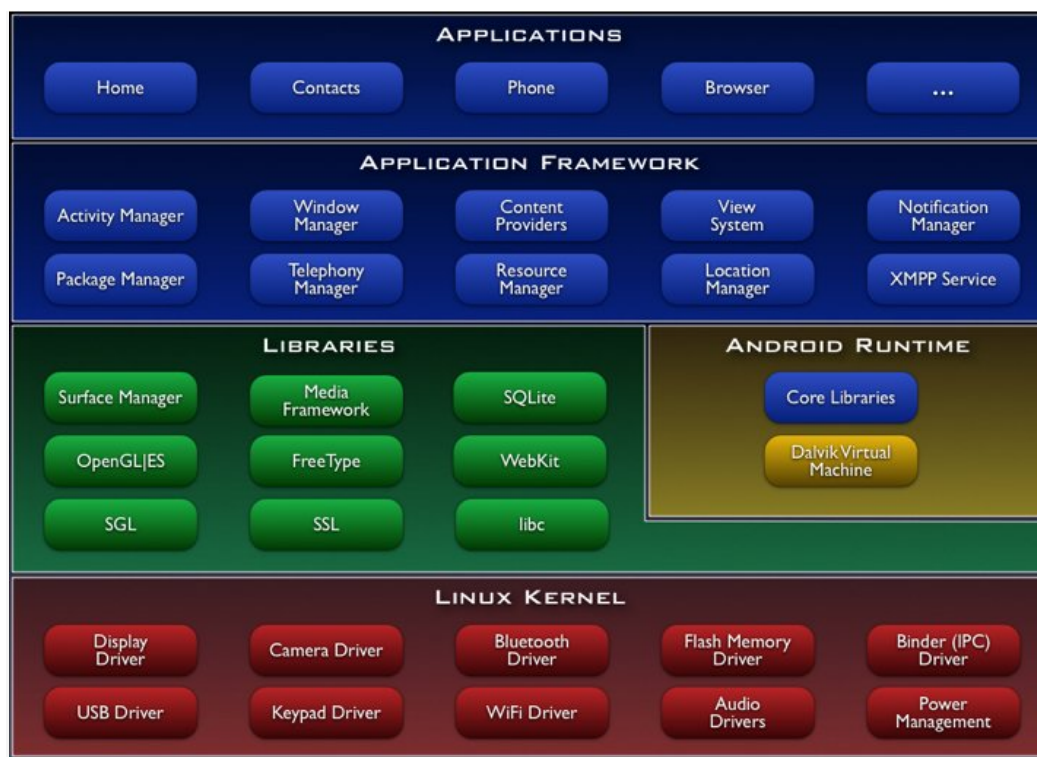 APPLICATIONS
Home
Contacts
Phone
Browser
...
APPLICATION FRAMEWORK
Activity Manager
Window
Manager
Content
Providers
View
System
Notification
Manager
Package Manager
Telephony
Manager
Resource
Manager
Location
Manager
XMPP Service
LIBRARIES
Surface Manager
Media
Framework
SQLite
OpenGL|ES
FreeType
WebKit
SGL
SSL
libc
ANDROID RUNTIME
Core Libraries
Dalvik Virtual
Machine
LINUX KERNEL
Display
Driver
Camera Driver
Bluetooth
Driver
Flash Memory
Driver
Binder (IPC)
Driver
USB Driver
Keypad Driver
WiFi Driver
Audio
Drivers
Power
Management